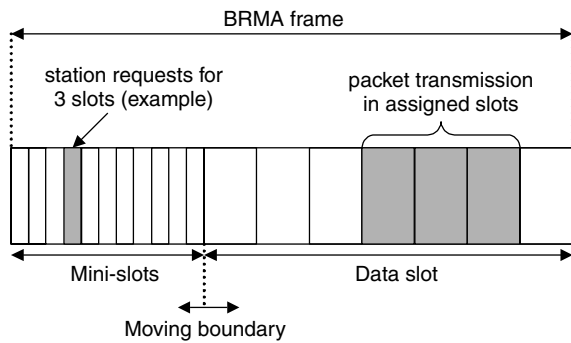 BRMA frame
station requests for
3 slots (example)
packet transmission
in assigned slots
Mini-slots
Data slot
Moving boundary